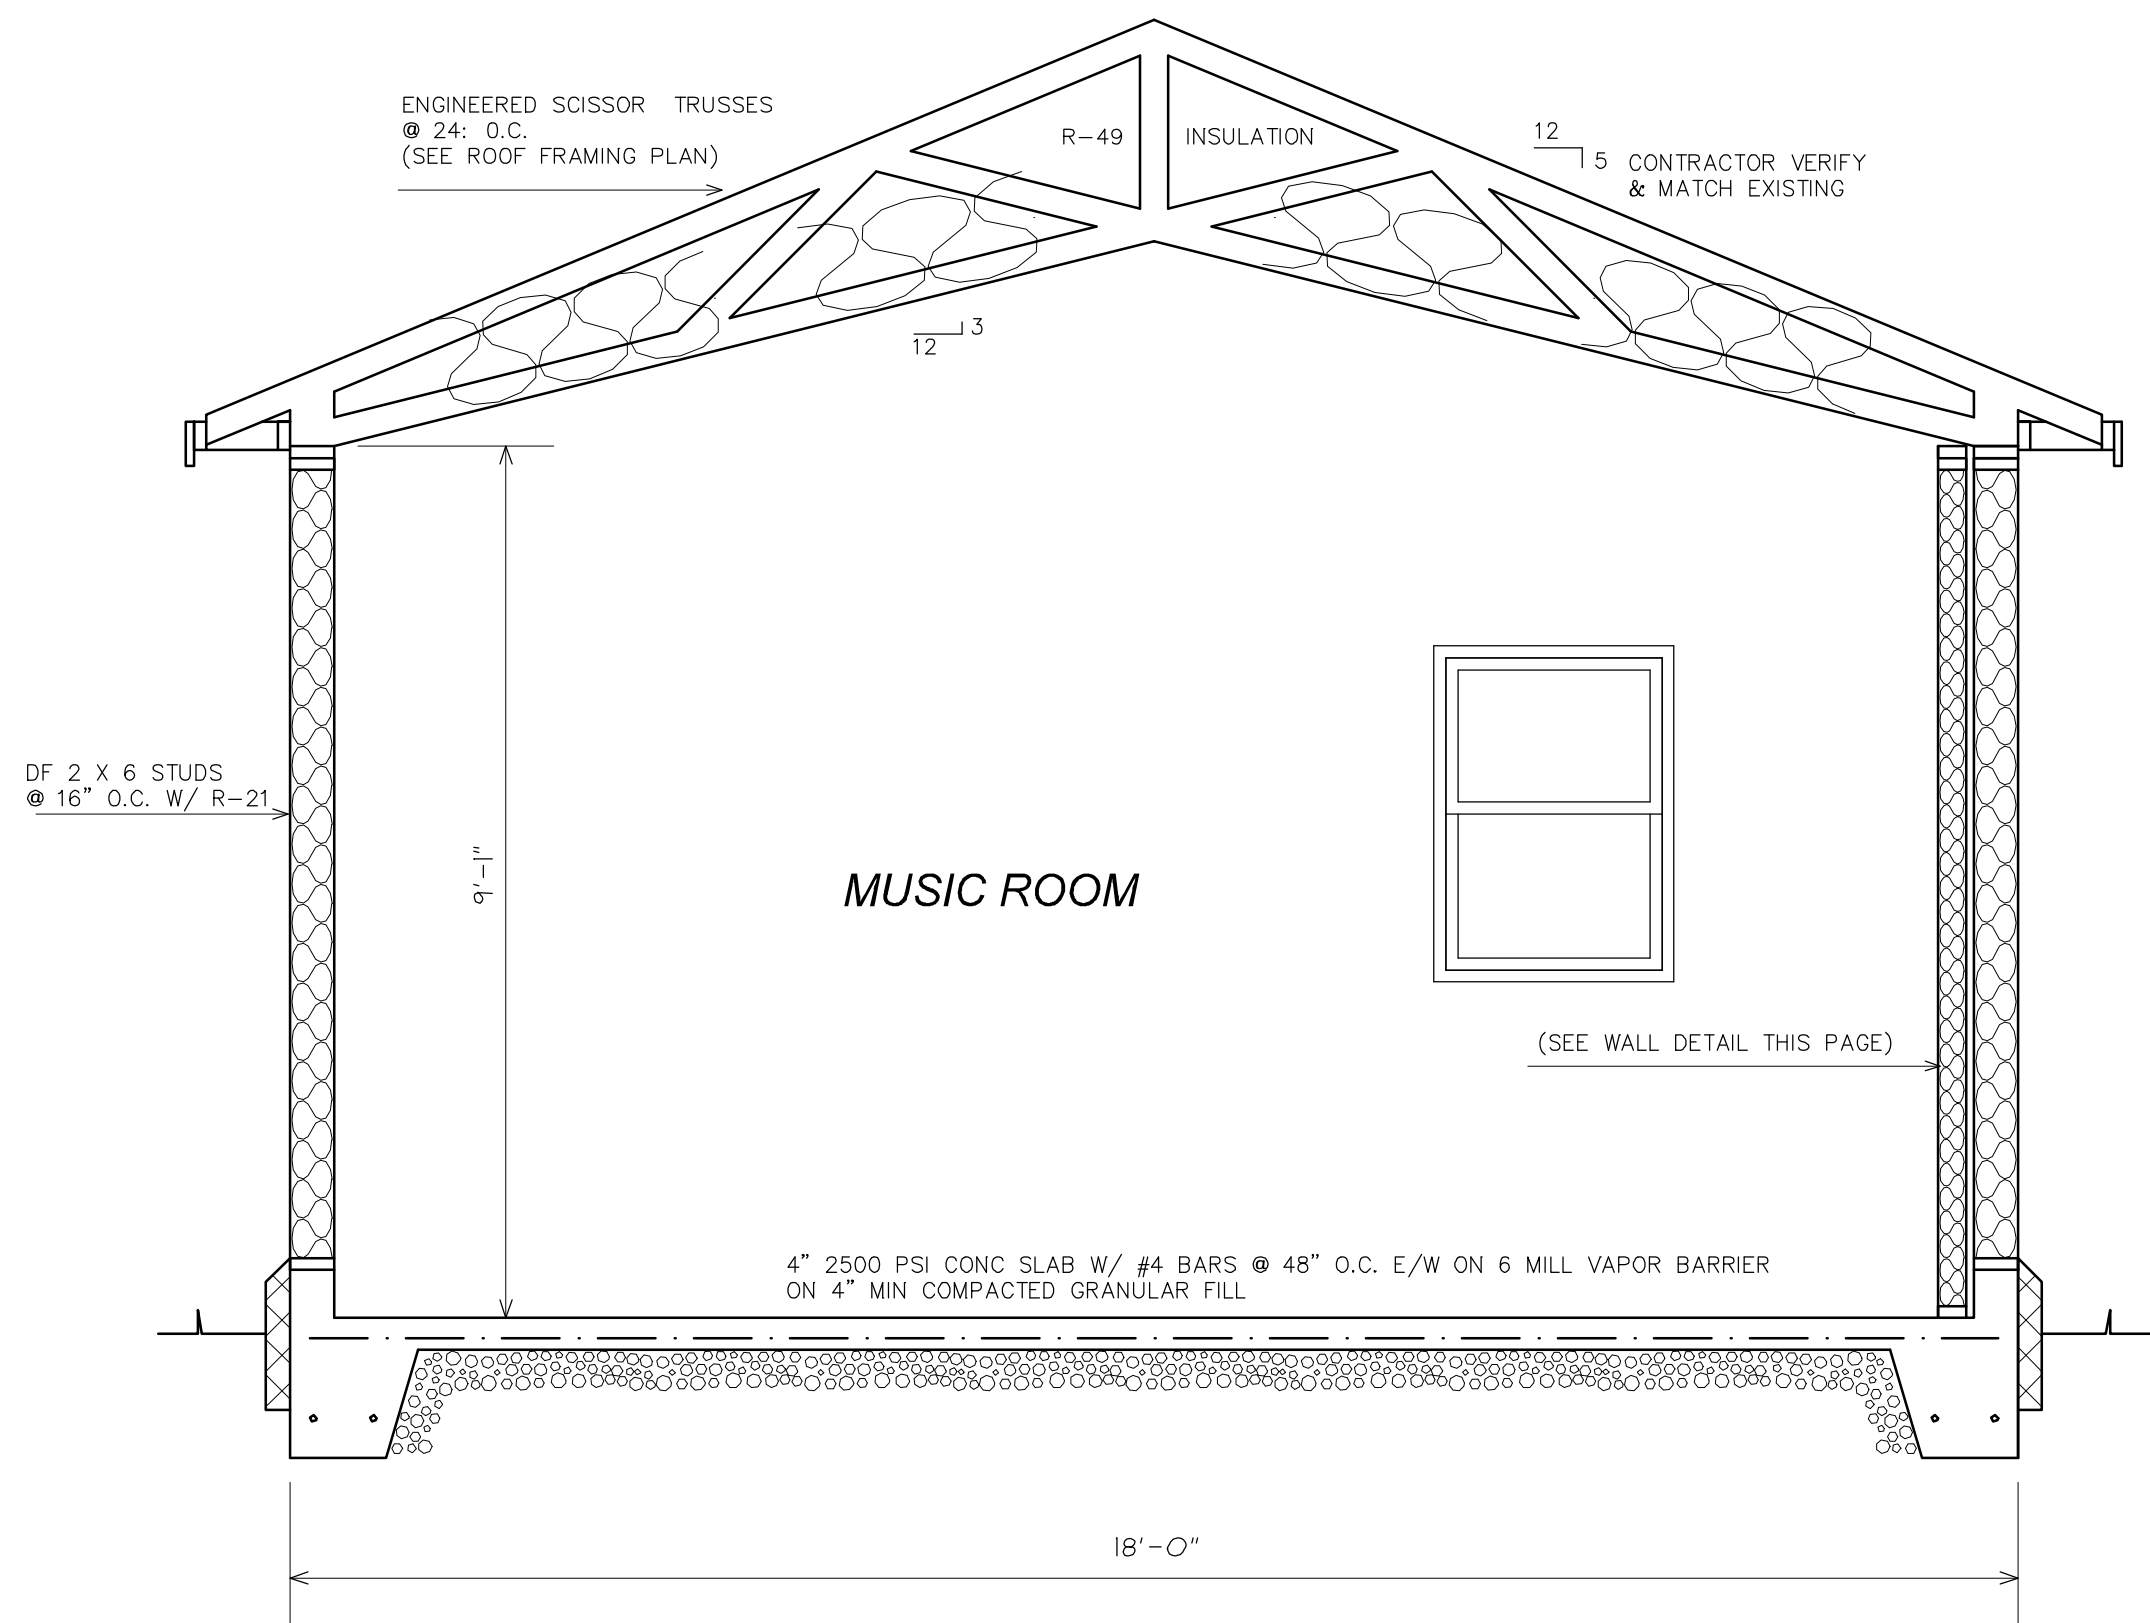 ENGINEERED SCISSOR TRUSSES
@ 24: O.C.
(SEE ROOF FRAMING PLAN)
R-49 INSULATION
12
5
CONTRACTOR VERIFY
& MATCH EXISTING
3
12
DF 2 X 6 STUDS
@ 16" O.C. W/ R-21
9'-1"
MUSIC ROOM
(SEE WALL DETAIL THIS PAGE)
4" 2500 PSI CONC SLAB W/ #4 BARS @ 48" O.C. E/W ON 6 MILL VAPOR BARRIER
ON 4" MIN COMPACTED GRANULAR FILL
18'-0"